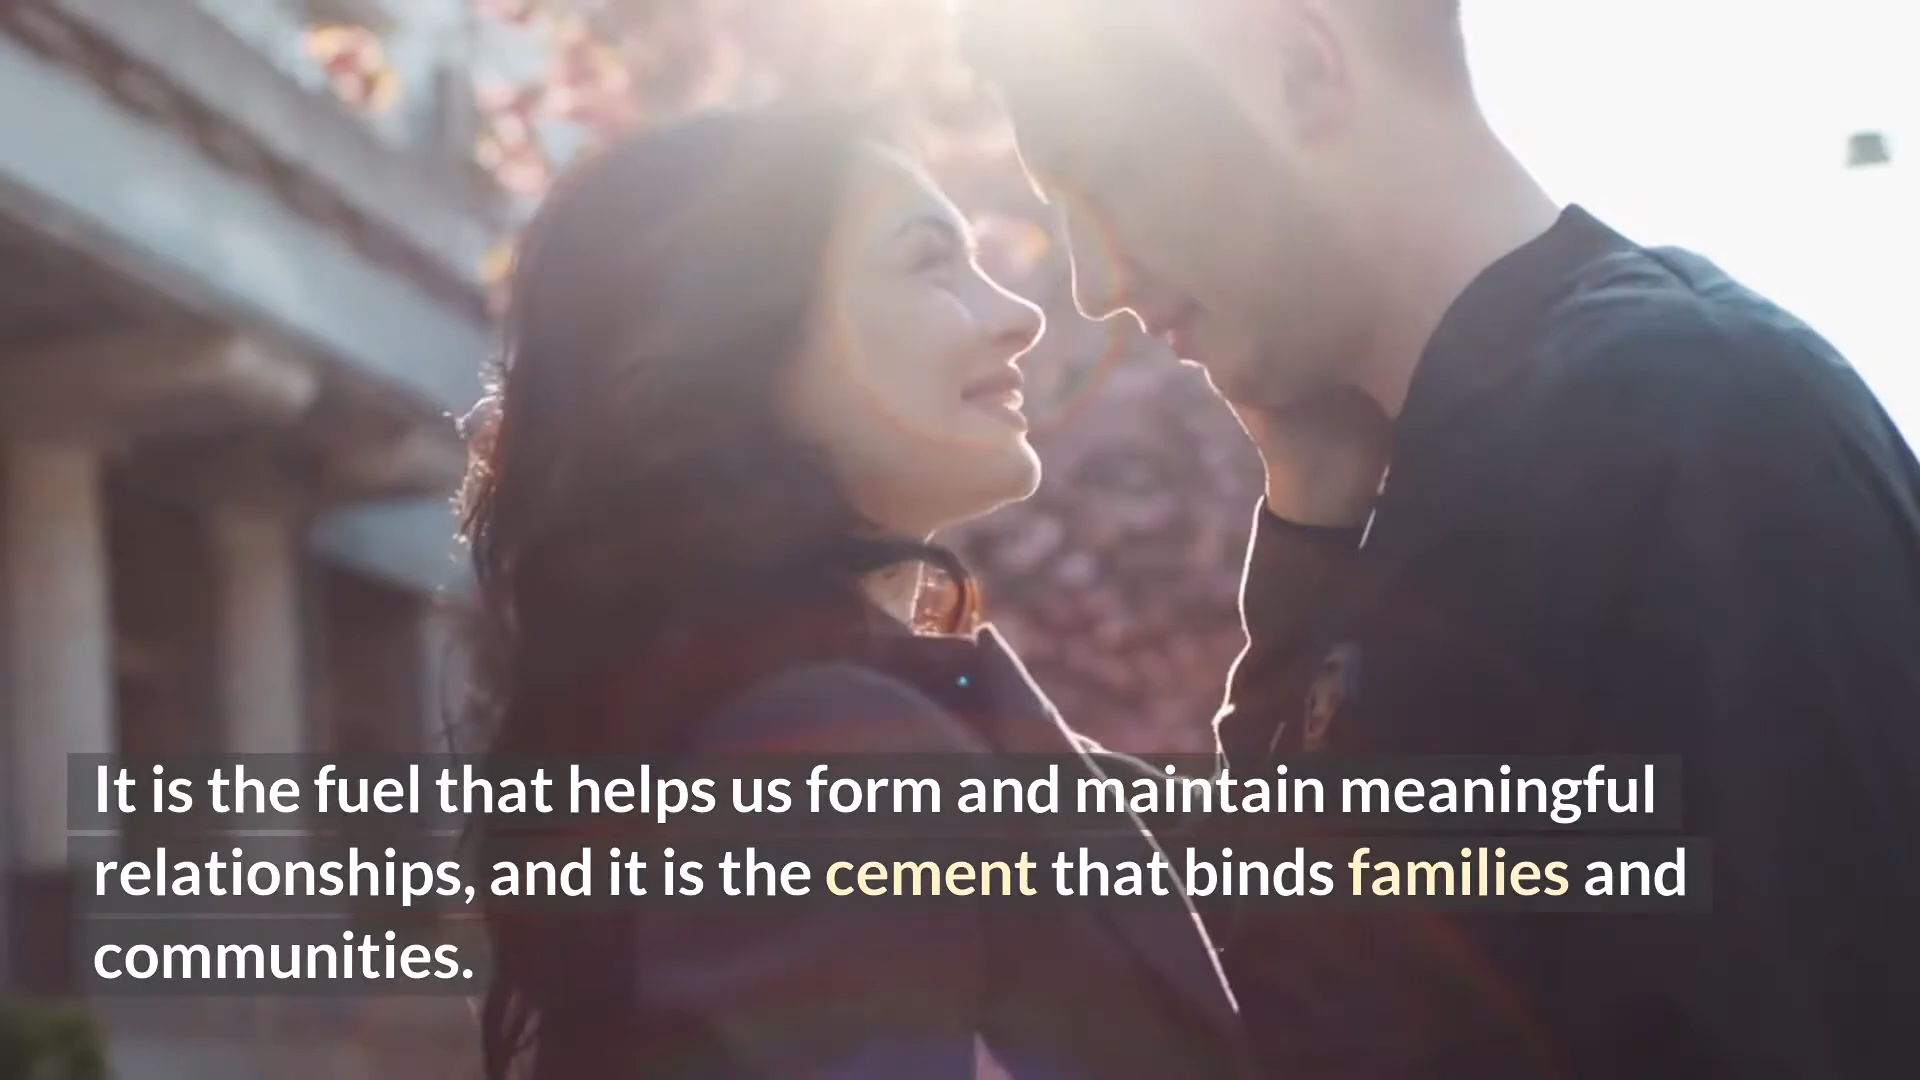 It is the fuel that helps us form and maintain meaningful
relationships, and it is the cement that binds families and
communities.